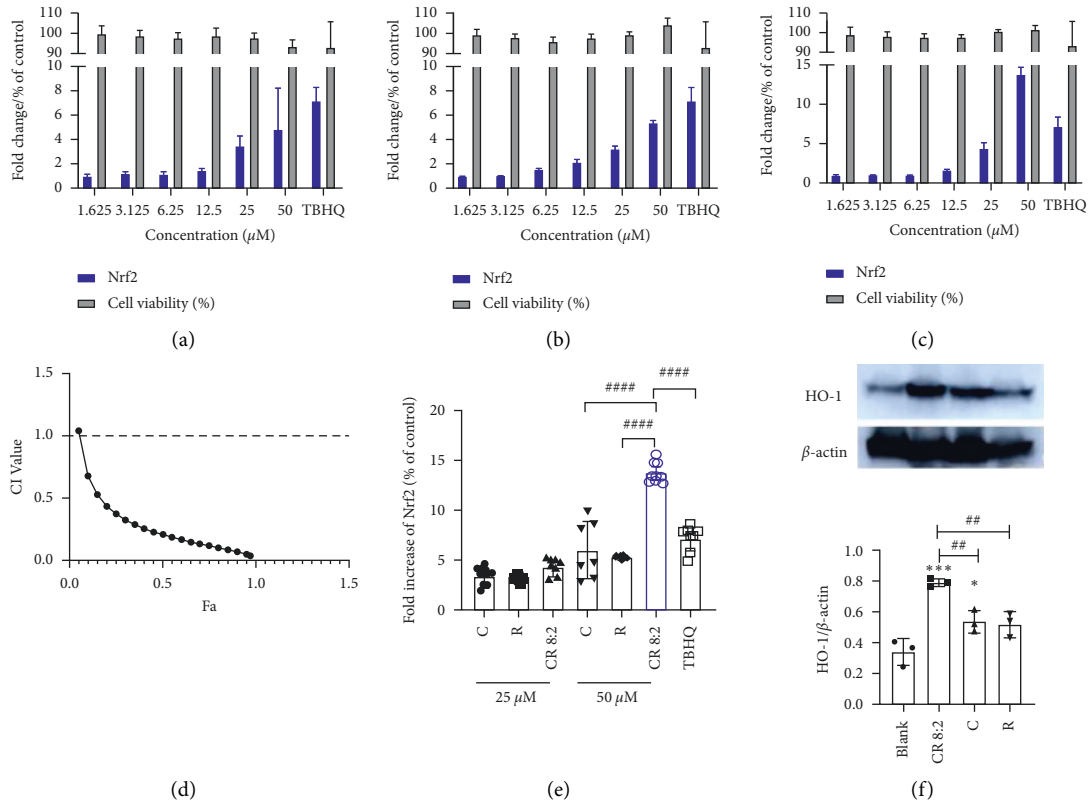 Fold change/% of control
100
90
8
6
4
2
0
1.625 3.125 6.25 12.5 25 50 TBHQ
Concentration (µM)
Nrf2
Cell viability (%)
(a)
Fold change/% of control
110
100
90
10
8
6
4
2
0
1.625 3.125 6.25 12.5 25 50 TBHQ
Concentration (µM)
Nrf2
Cell viability (%)
(b)
Fold change/% of control
110
100
90
15
10
5
0
1.625 3.125 6.25 12.5 25 50 TBHQ
Concentration (µM)
Nrf2
Cell viability (%)
(c)
CI Value
1.5
1.0
0.5
0.0
0.0 0.5 1.0 1.5
Fa
(d)
Fold increase of Nrf2 (% of control)
20
15
10
5
0
####
####
####
C R CR 8:2 C R CR 8:2 TBHQ
25 µM 50 µM
(e)
HO-1
β-actin
HO-1/β-actin
1.0
0.8
0.6
0.4
0.2
0.0
##
##
***
*
Blank CR 8:2 C R
(f)